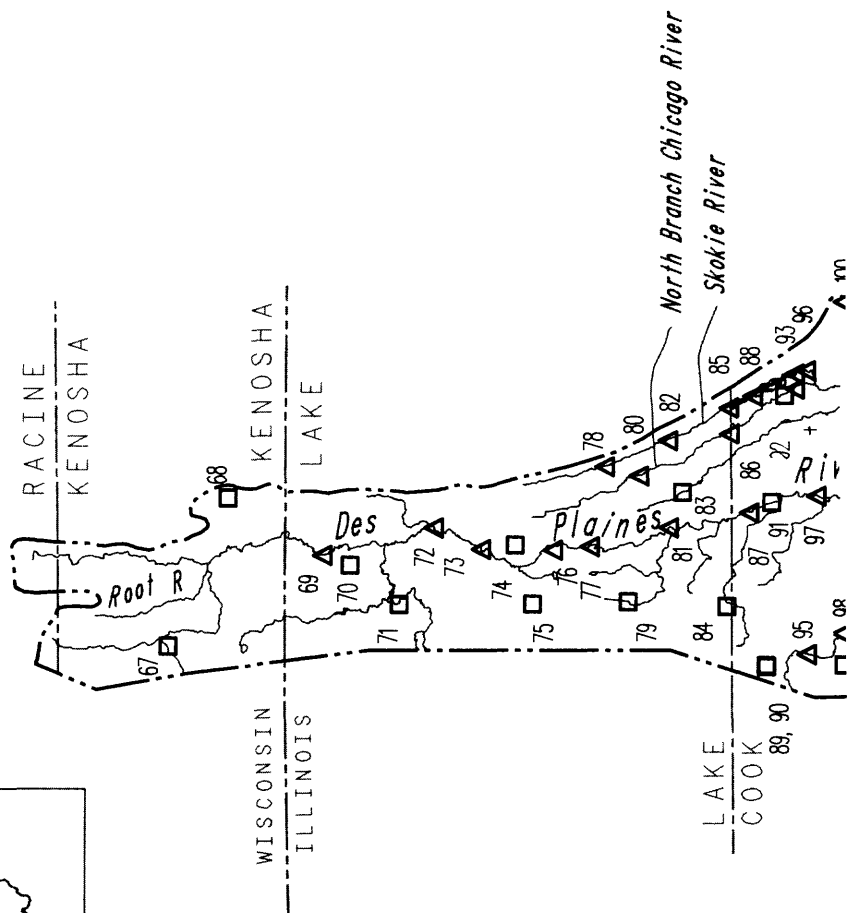 RACINE
KENOSHA
68
KENOSHA
LAKE
Root R
67
WISCONSIN
ILLINOIS
69
70
Des
71
72
73
74
75
76
77
Plaines
78
80
82
North Branch Chicago River
Skokie River
79
81
83
84
85
88
93
96
86
87
91
92
97
Riv
100
LAKE
COOK
89, 90
95
98